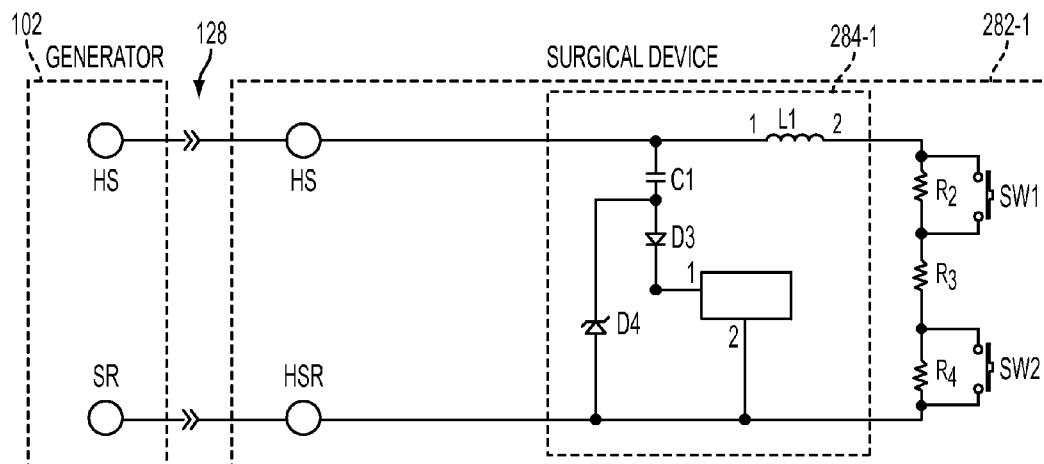 102
GENERATOR
128
SURGICAL DEVICE
284-1
282-1
HS
HS
1 L1 2
C1
R2
SW1
D3
1
R3
D4
2
SR
HSR
R4
SW2